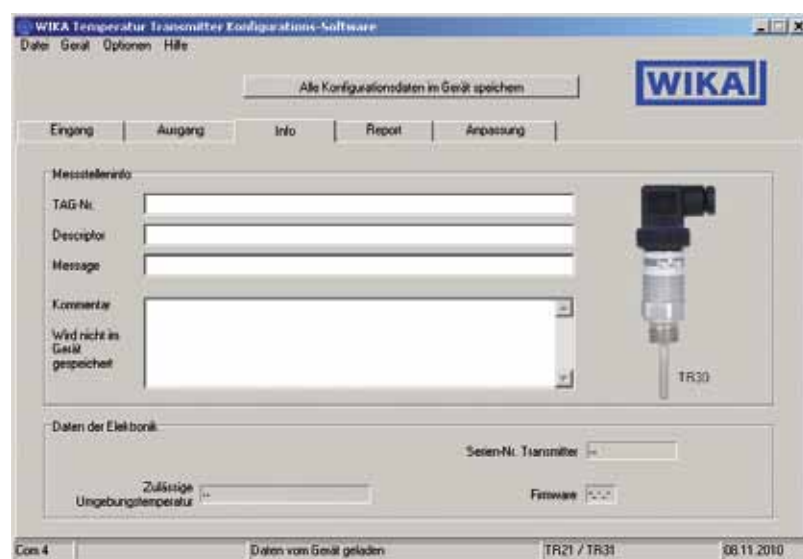 WIKA Temperatur Transmitter Konfigurations-Software
Datei Gerät Optionen Hilfe
Alle Konfigurationsdaten im Gerät speichern
WIKA
Eingang Ausgang Info Report Anpassung
Messstelleninfo
TAG-Nr.
Descriptor
Message
Kommentar
Wird nicht im
Gerät
gespeichert
TR30
Daten der Elektronik
Serien-Nr. Transmitter --
Zulässige
Umgebungstemperatur --
Firmware -.-.-
Com 4 Daten vom Gerät geladen TR21 / TR31 08.11.2010